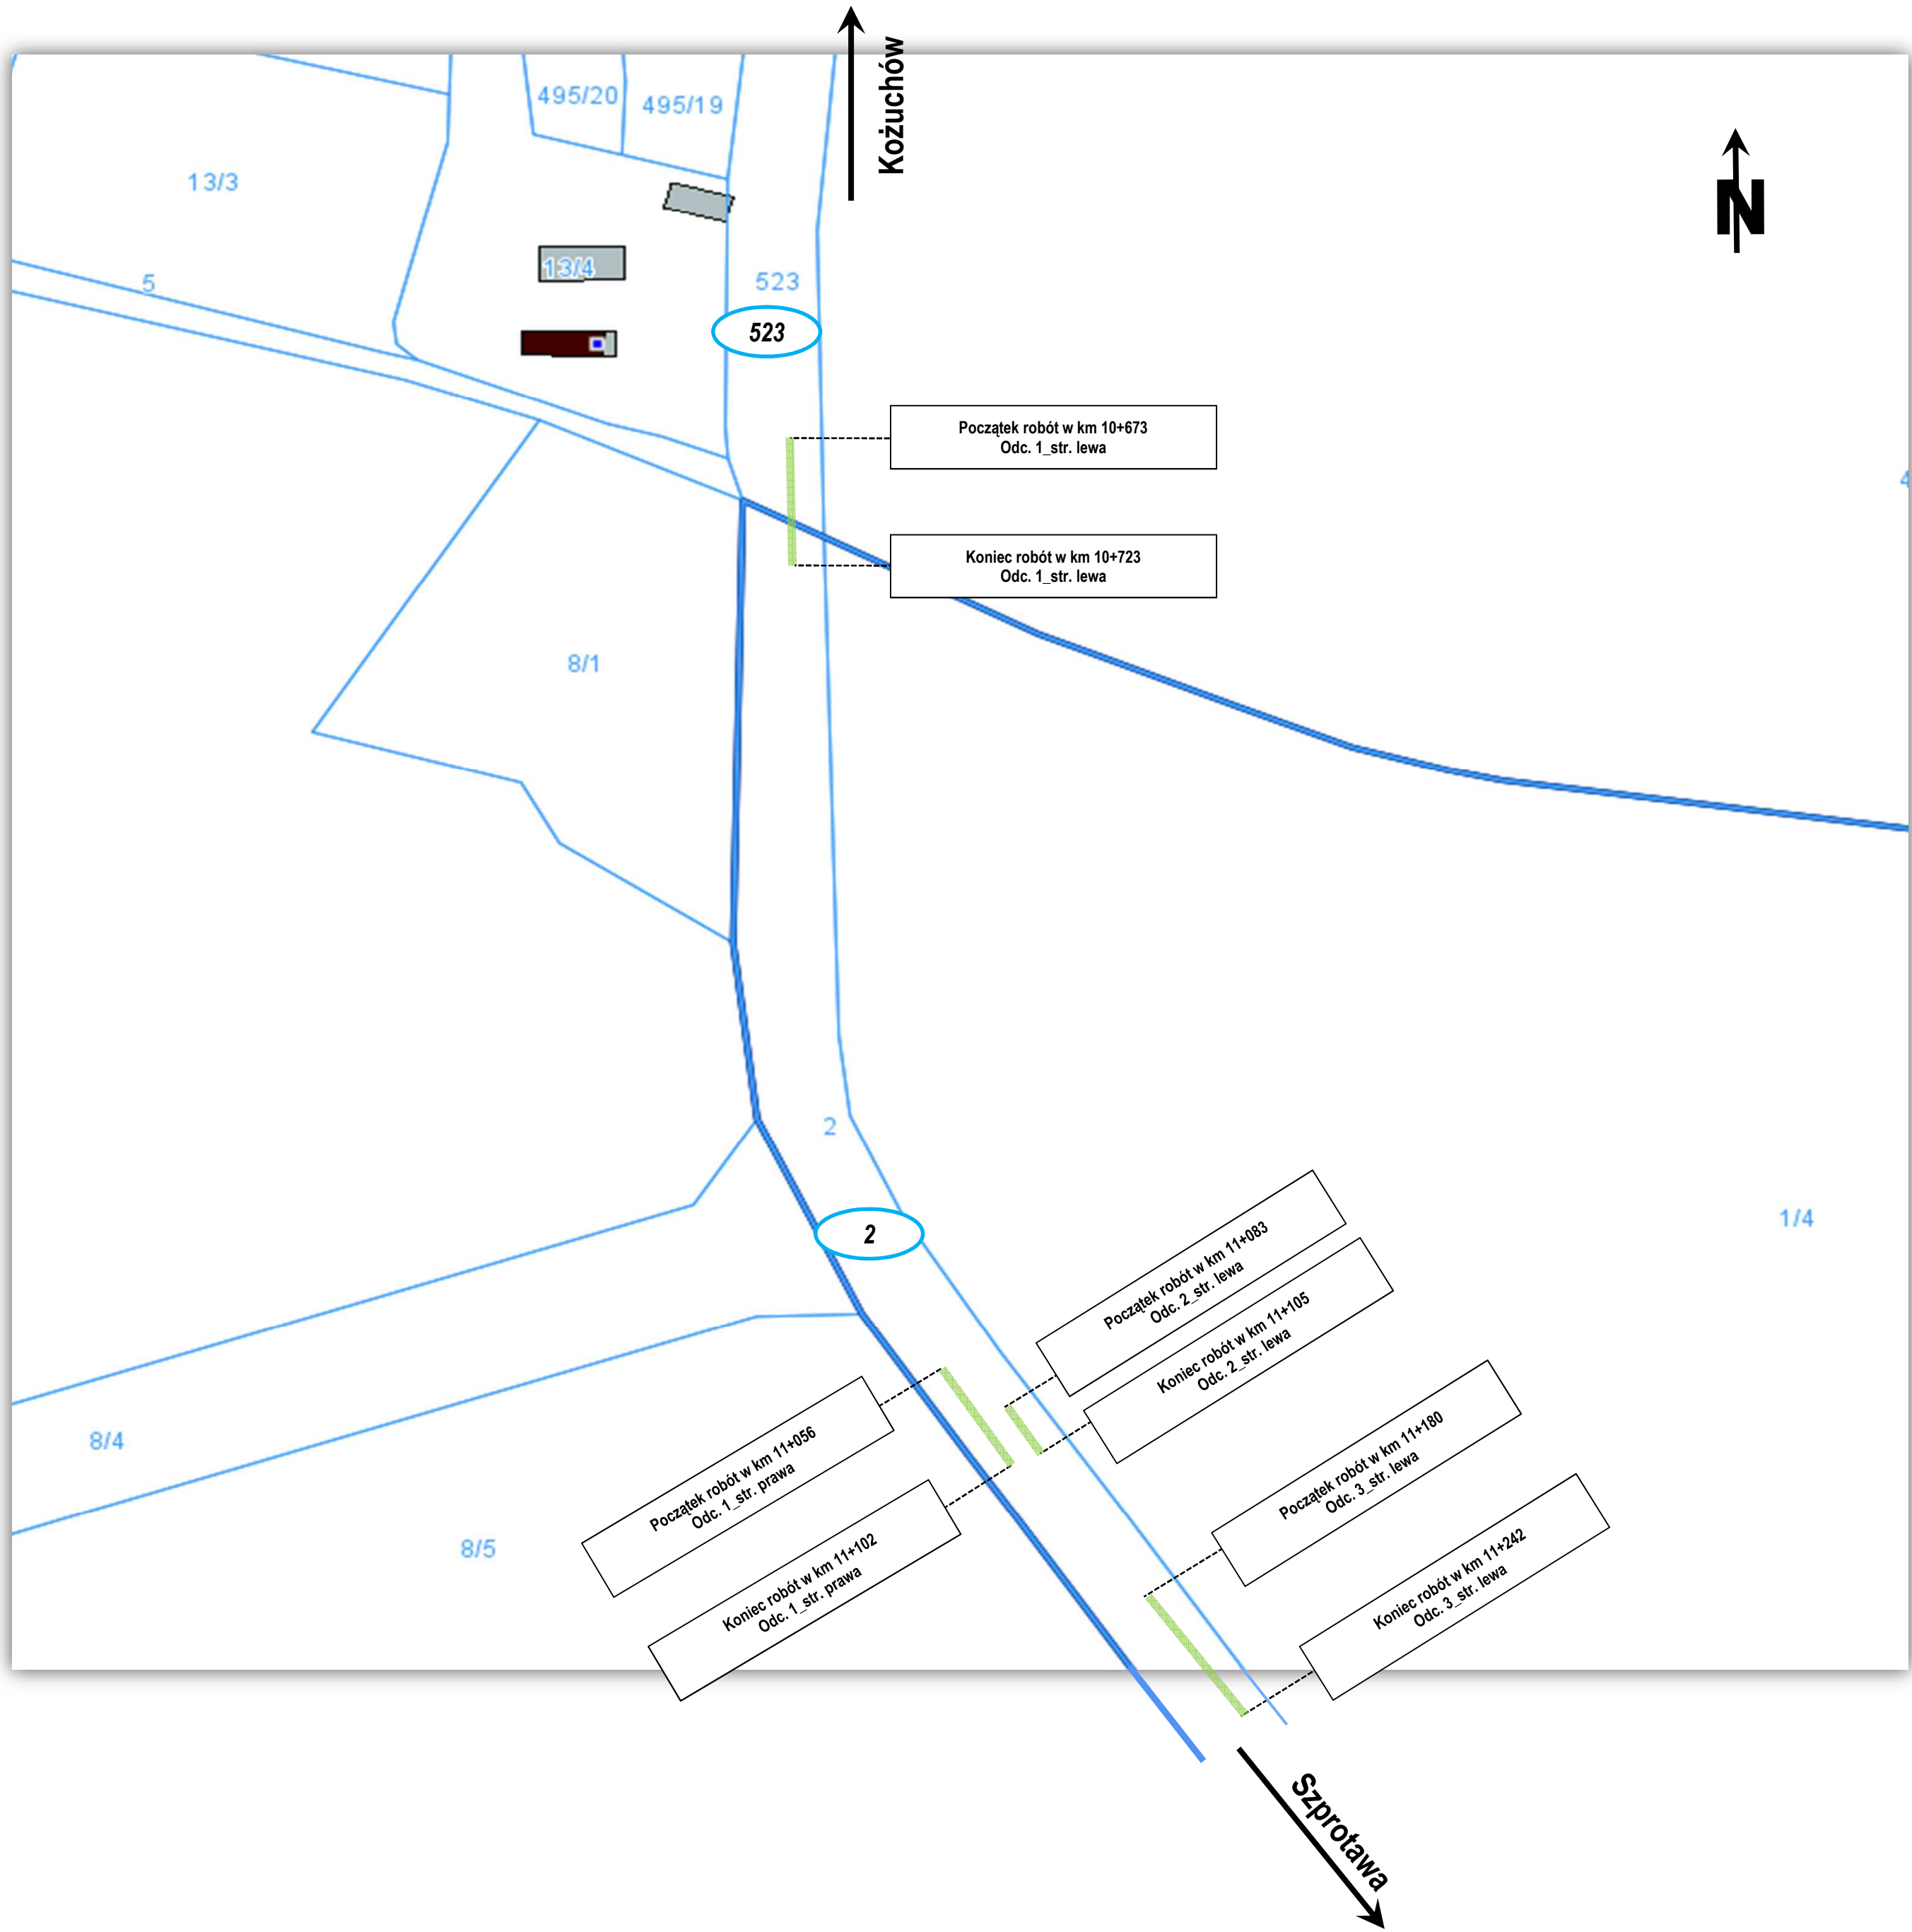 Kożuchów
495/20
495/19
N
13/3
13/4
5
523
523
Początek robót w km 10+673
Odc. 1_str. lewa
4
Koniec robót w km 10+723
Odc. 1_str. lewa
8/1
2
2
1/4
Początek robót w km 11+083
Odc. 2_str. lewa
Koniec robót w km 11+105
Odc. 2_str. lewa
Początek robót w km 11+056
Odc. 1_str. prawa
Koniec robót w km 11+102
Odc. 1_str. prawa
Początek robót w km 11+180
Odc. 3_str. lewa
Koniec robót w km 11+242
Odc. 3_str. lewa
8/4
8/5
Szprotawa